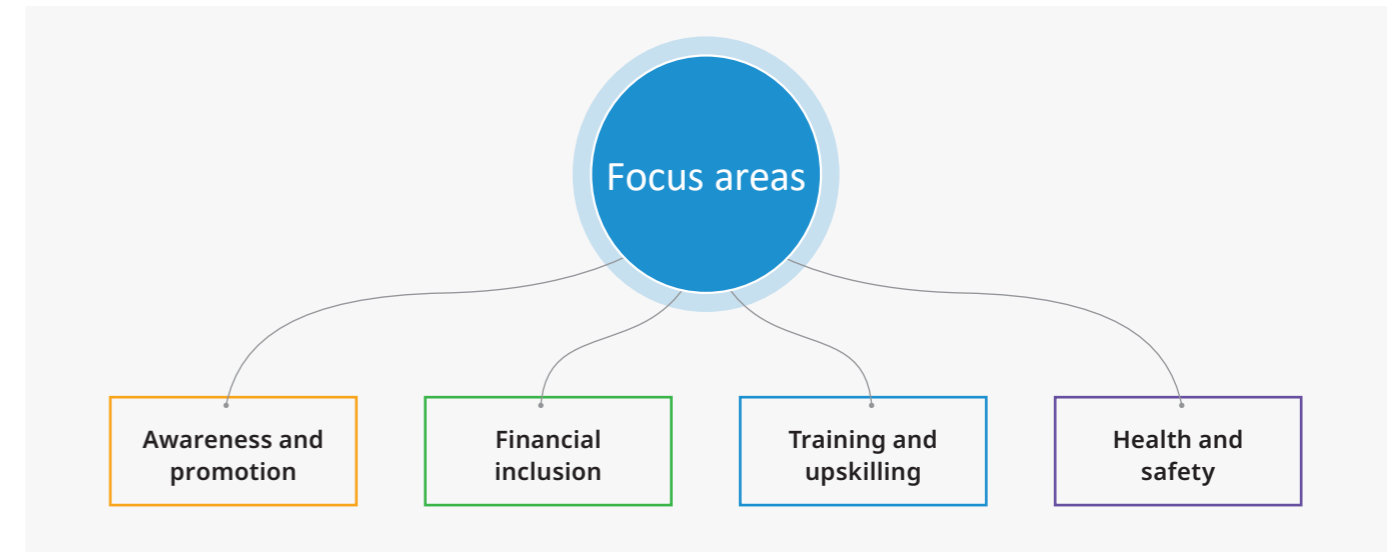 Focus areas
Awareness and
promotion
Financial
inclusion
Training and
upskilling
Health and
safety